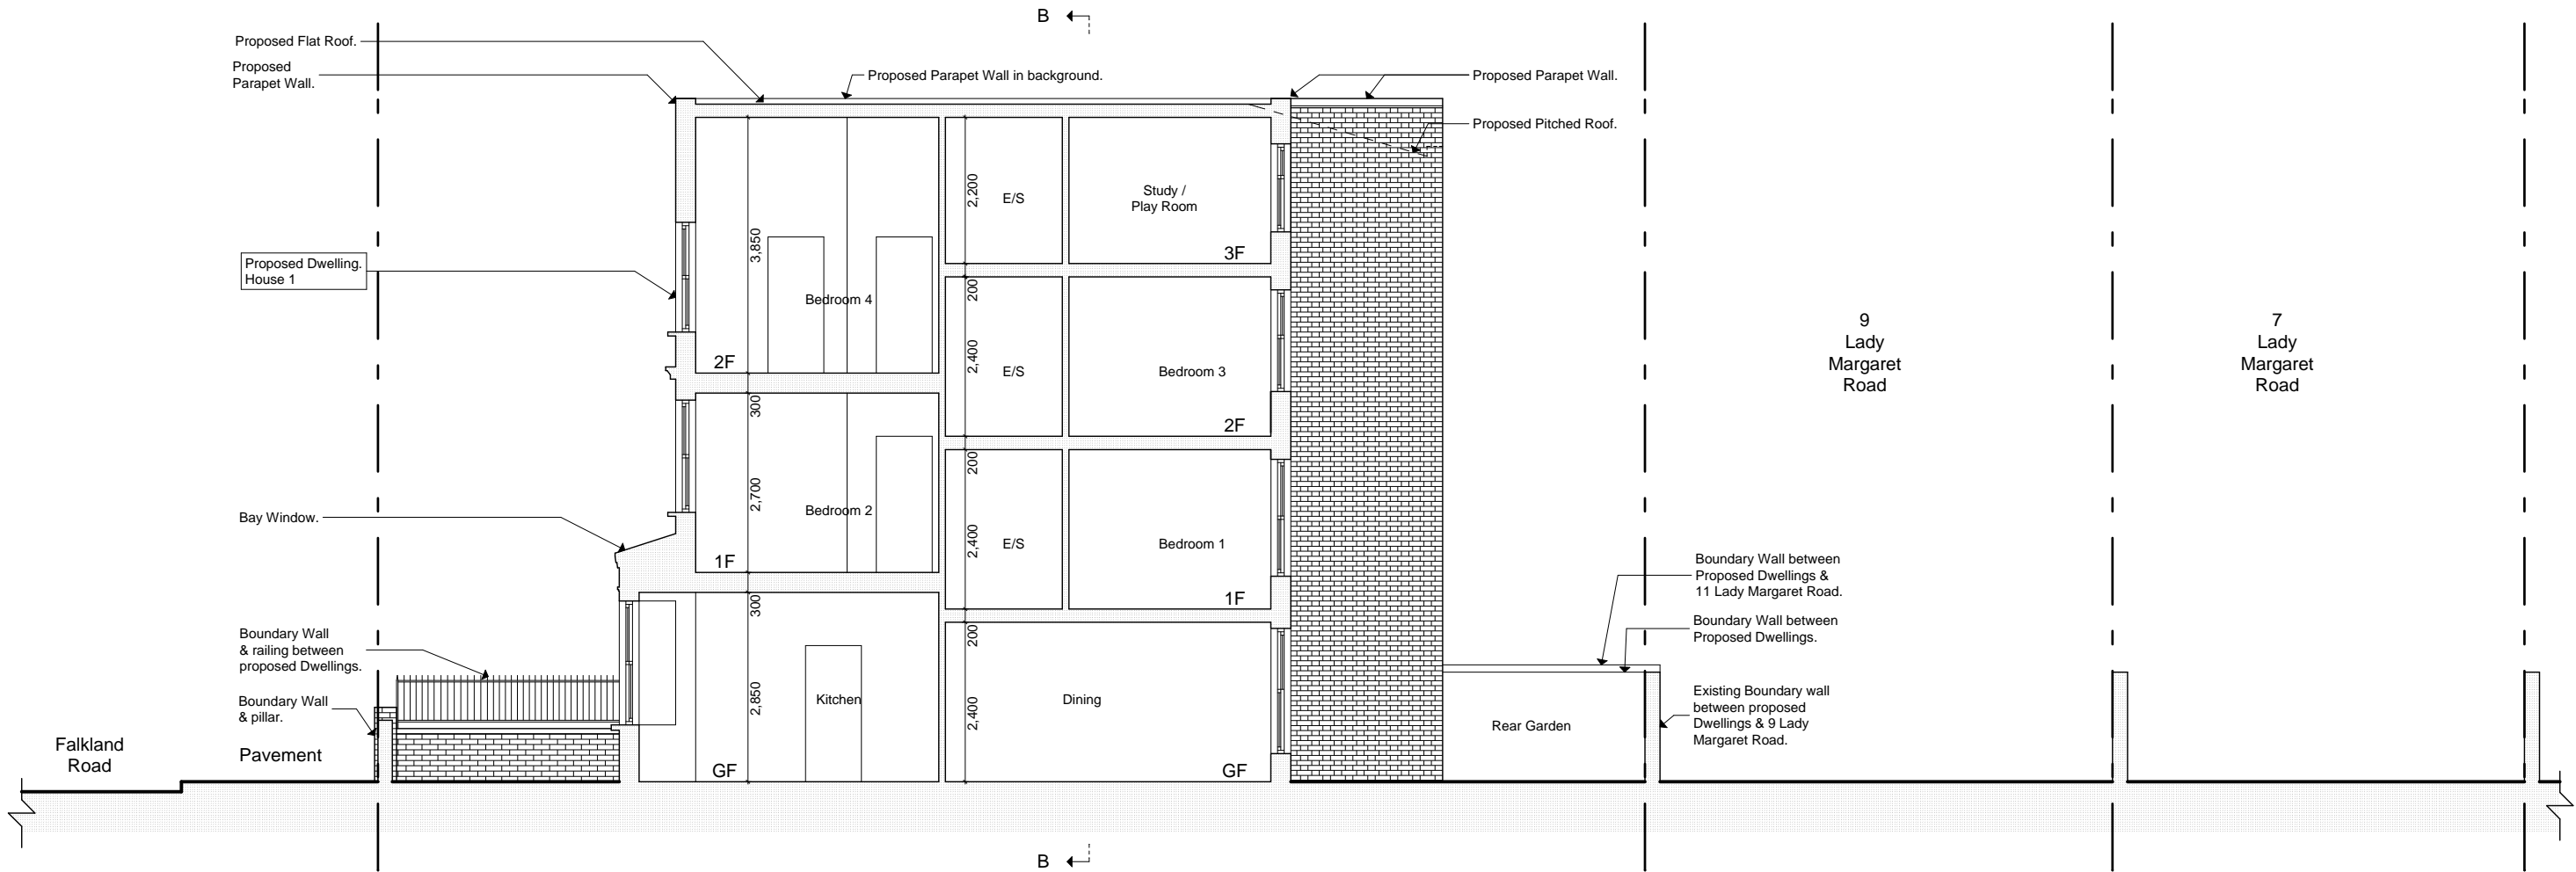 B
Proposed Flat Roof.
Proposed
Parapet Wall.
Proposed Parapet Wall in background.
Proposed Parapet Wall.
Proposed Pitched Roof.
Proposed Dwelling.
House 1
Bay Window.
Boundary Wall
& railing between
proposed Dwellings.
Boundary Wall
& pillar.
Falkland
Road
Pavement
3,850
Bedroom 4
2F
300
2,700
Bedroom 2
1F
300
2,850
Kitchen
GF
2,200
E/S
Study /
Play Room
3F
200
2,400
E/S
Bedroom 3
2F
200
2,400
E/S
Bedroom 1
1F
200
2,400
Dining
GF
Boundary Wall between
Proposed Dwellings &
11 Lady Margaret Road.
Boundary Wall between
Proposed Dwellings.
Existing Boundary wall
between proposed
Dwellings & 9 Lady
Margaret Road.
Rear Garden
9
Lady
Margaret
Road
7
Lady
Margaret
Road
B